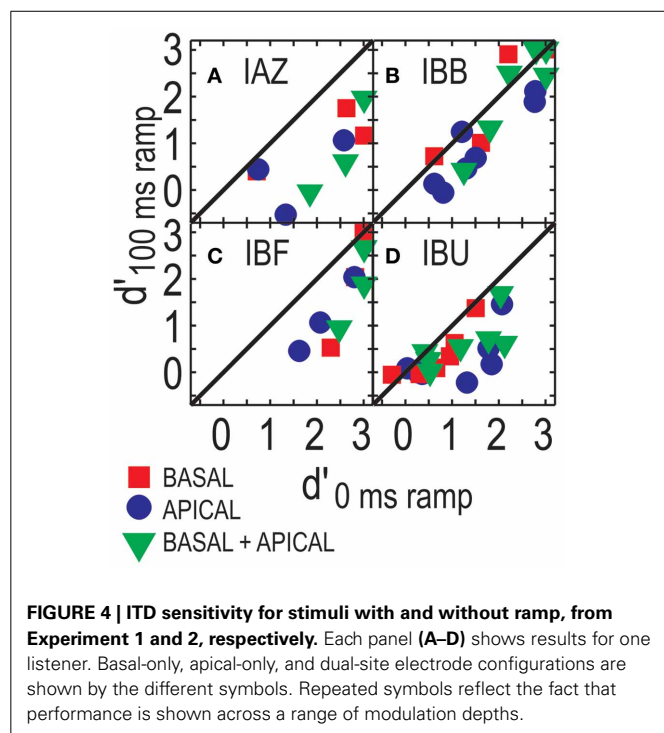 3
A IAZ
B IBB
2
1
0
d' 100 ms ramp
3
C IBF
D IBU
2
1
0
0 1 2 3 0 1 2 3
d' 0 ms ramp
BASAL
APICAL
BASAL + APICAL
FIGURE 4 | ITD sensitivity for stimuli with and without ramp, from
Experiment 1 and 2, respectively. Each panel (A–D) shows results for one
listener. Basal-only, apical-only, and dual-site electrode configurations are
shown by the different symbols. Repeated symbols reflect the fact that
performance is shown across a range of modulation depths.